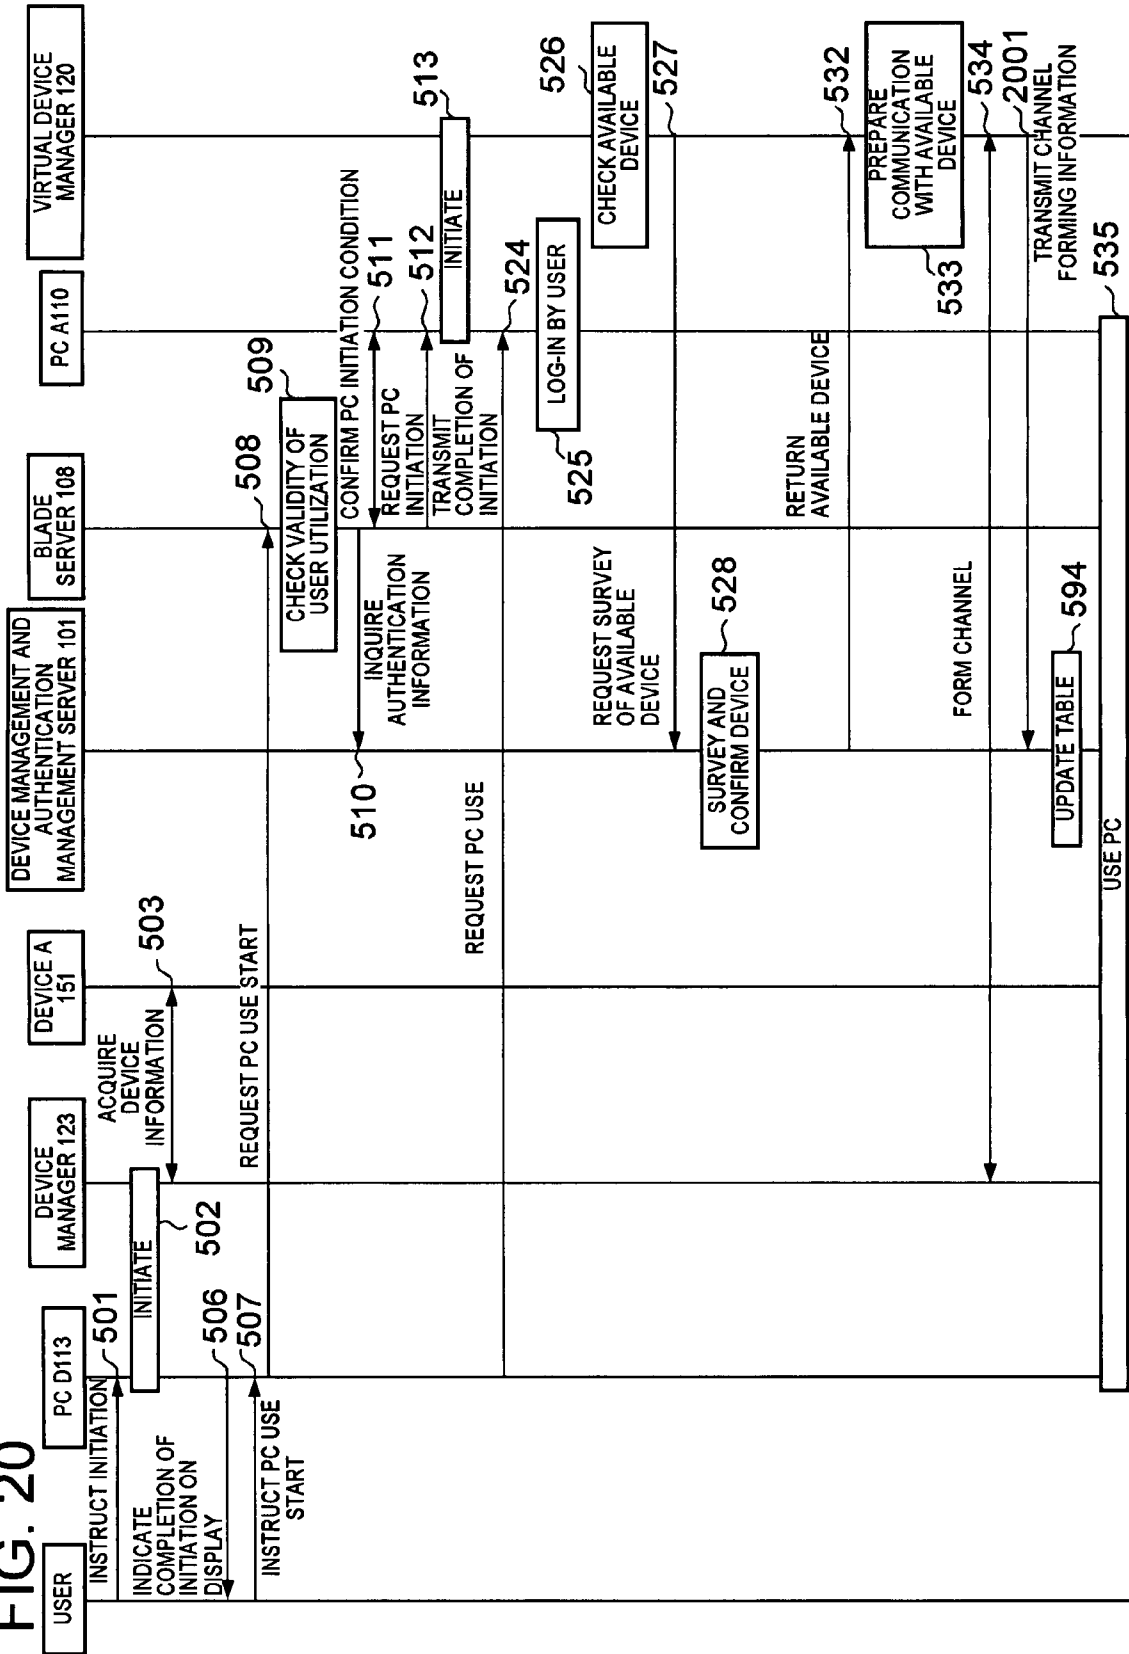 FIG. 20
USER
PC D113
DEVICE
MANAGER 123
DEVICE A
151
DEVICE MANAGEMENT AND
AUTHENTICATION
MANAGEMENT SERVER 101
BLADE
SERVER 108
PC A110
VIRTUAL DEVICE
MANAGER 120
INSTRUCT INITIATION
501
INITIATE
502
ACQUIRE
DEVICE
INFORMATION
503
INDICATE
COMPLETION OF
INITIATION ON
DISPLAY
506
INSTRUCT PC USE
START
507
REQUEST PC USE START
508
CHECK VALIDITY OF
USER UTILIZATION
509
INQUIRE
AUTHENTICATION
INFORMATION
510
CONFIRM PC INITIATION CONDITION
511
REQUEST PC
INITIATION
512
INITIATE
513
TRANSMIT
COMPLETION OF
INITIATION
REQUEST PC USE
524
LOG-IN BY USER
525
CHECK AVAILABLE
DEVICE
526
REQUEST SURVEY
OF AVAILABLE
DEVICE
527
SURVEY AND
CONFIRM DEVICE
528
RETURN
AVAILABLE DEVICE
532
PREPARE
COMMUNICATION
WITH AVAILABLE
DEVICE
533
FORM CHANNEL
534
2001
TRANSMIT CHANNEL
FORMING INFORMATION
UPDATE TABLE
594
USE PC
535